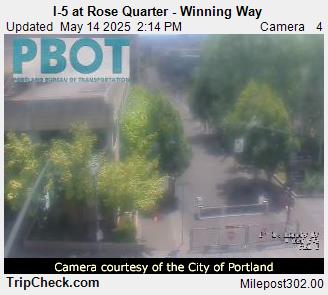 I-5 at Rose Quarter - Winning Way
Updated May 14 2025 2:14 PM Camera 4
PBOT
PORTLAND BUREAU OF TRANSPORTATION
Camera courtesy of the City of Portland
TripCheck.com Milepost302.00